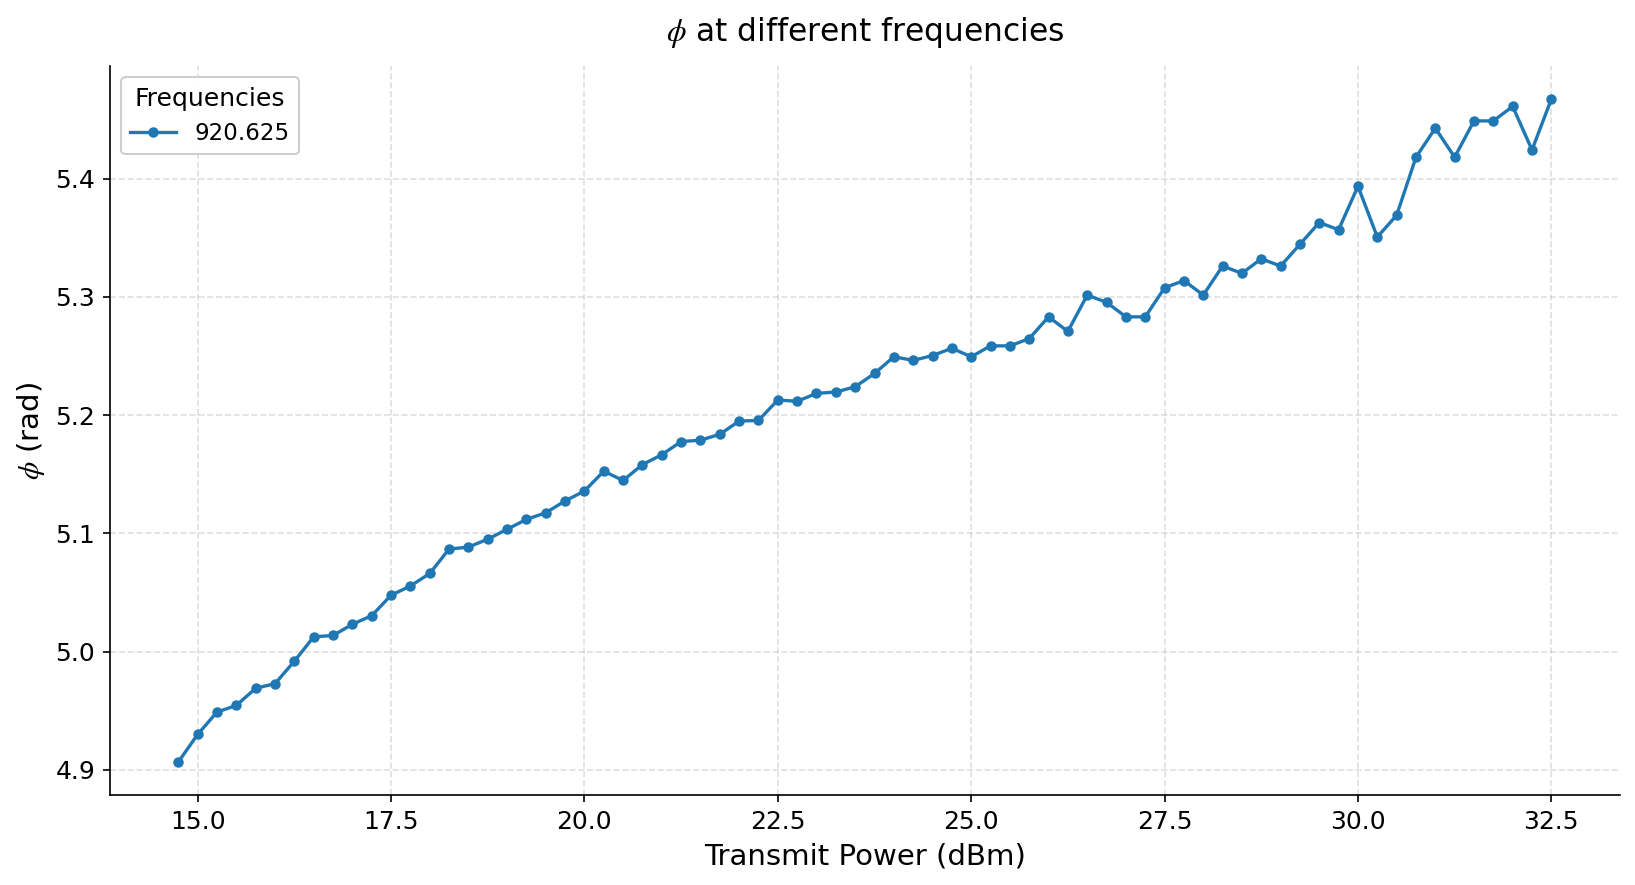 ϕ at different frequencies
Frequencies
920.625
ϕ (rad)
5.4
5.3
5.2
5.1
5.0
4.9
15.0 17.5 20.0 22.5 25.0 27.5 30.0 32.5
Transmit Power (dBm)